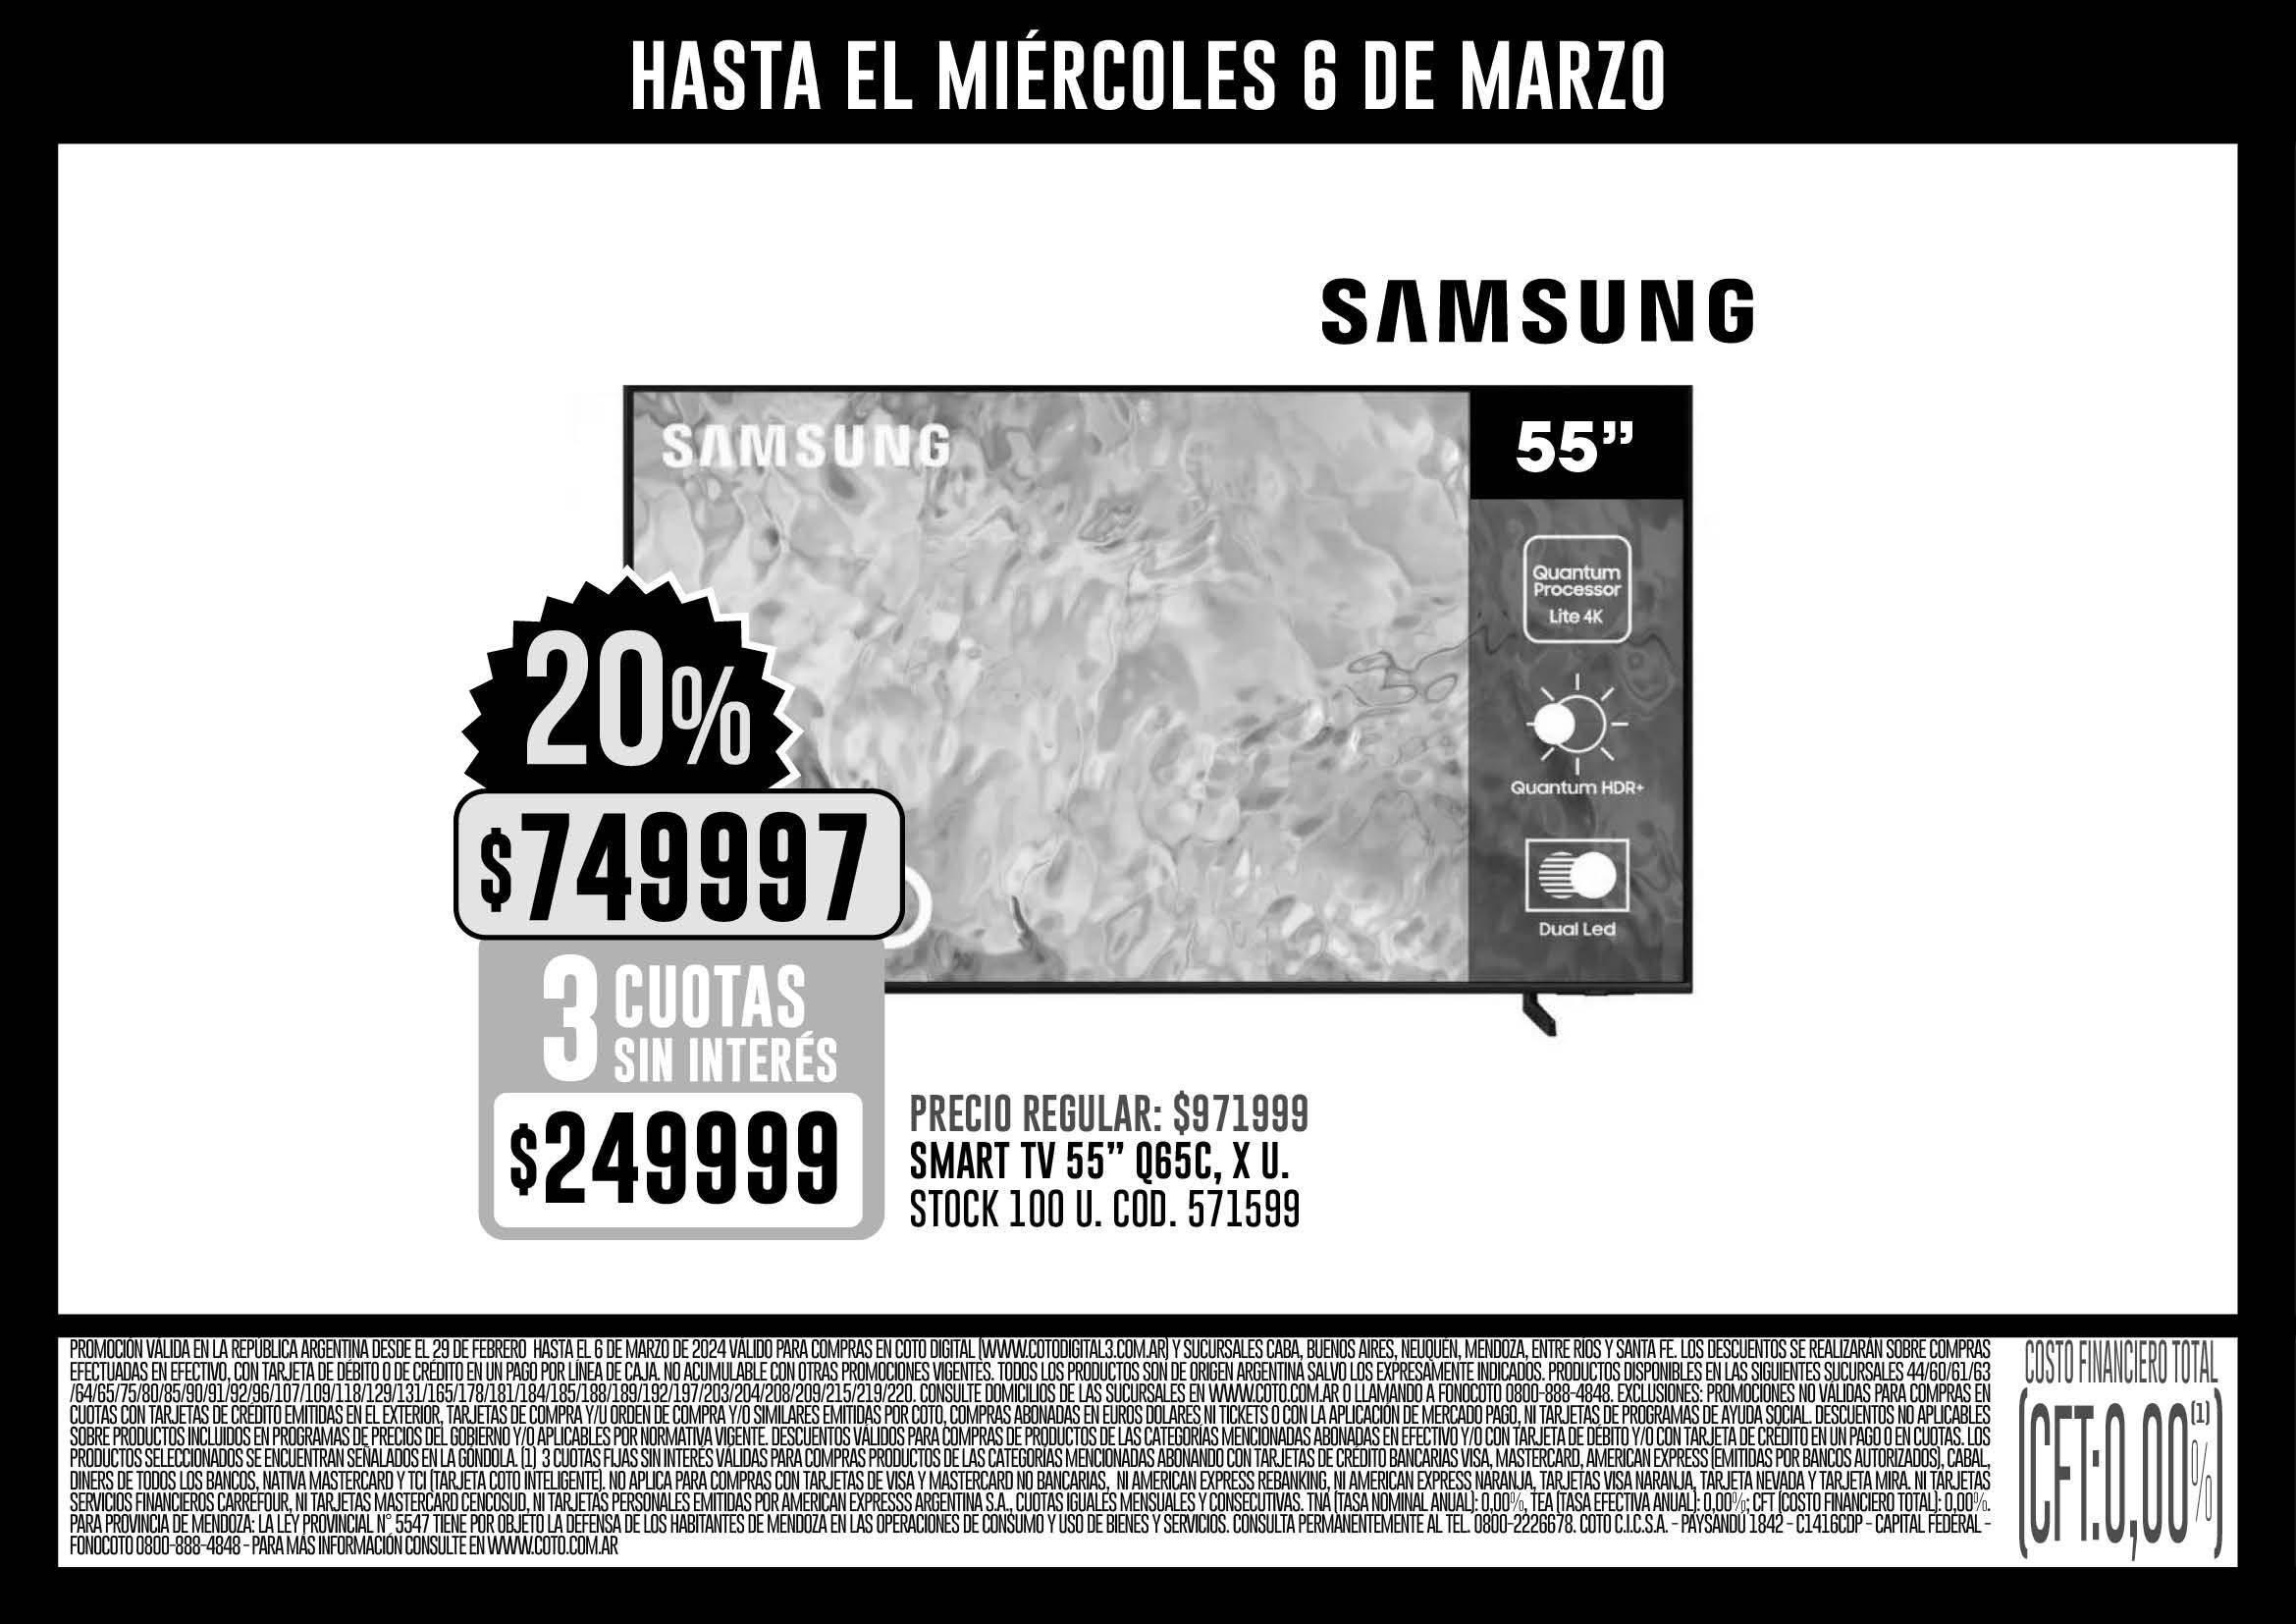 HASTA EL MIÉRCOLES 6 DE MARZO
SAMSUNG
SAMSUNG
55”
Quantum
Processor
Lite 4K
Quantum HDR+
Dual Led
20%
$749997
3 CUOTAS
SIN INTERÉS
$249999
PRECIO REGULAR: $971999
SMART TV 55” Q65C, X U.
STOCK 100 U. COD. 571599
PROMOCIÓN VÁLIDA EN LA REPÚBLICA ARGENTINA DESDE EL 29 DE FEBRERO HASTA EL 6 DE MARZO DE 2024 VÁLIDO PARA COMPRAS EN COTO DIGITAL (WWW.COTODIGITAL3.COM.AR) Y SUCURSALES CABA, BUENOS AIRES, NEUQUÉN, MENDOZA, ENTRE RÍOS Y SANTA FE. LOS DESCUENTOS SE REALIZARÁN SOBRE COMPRAS
EFECTUADAS EN EFECTIVO, CON TARJETA DE DÉBITO O DE CRÉDITO EN UN PAGO POR LÍNEA DE CAJA. NO ACUMULABLE CON OTRAS PROMOCIONES VIGENTES. TODOS LOS PRODUCTOS SON DE ORIGEN ARGENTINA SALVO LOS EXPRESAMENTE INDICADOS. PRODUCTOS DISPONIBLES EN LAS SIGUIENTES SUCURSALES 44/60/61/63
/64/65/75/80/85/90/91/92/96/107/109/118/129/131/165/178/181/184/185/188/189/192/197/203/204/208/209/215/219/220. CONSULTE DOMICILIOS DE LAS SUCURSALES EN WWW.COTO.COM.AR O LLAMANDO A FONOCOTO 0800-888-4848. EXCLUSIONES: PROMOCIONES NO VÁLIDAS PARA COMPRAS EN
CUOTAS CON TARJETAS DE CRÉDITO EMITIDAS EN EL EXTERIOR, TARJETAS DE COMPRA Y/U ORDEN DE COMPRA Y/O SIMILARES EMITIDAS POR COTO, COMPRAS ABONADAS EN EUROS DOLARES NI TICKETS O CON LA APLICACIÓN DE MERCADO PAGO, NI TARJETAS DE PROGRAMAS DE AYUDA SOCIAL. DESCUENTOS NO APLICABLES
SOBRE PRODUCTOS INCLUIDOS EN PROGRAMAS DE PRECIOS DEL GOBIERNO Y/O APLICABLES POR NORMATIVA VIGENTE. DESCUENTOS VÁLIDOS PARA COMPRAS DE PRODUCTOS DE LAS CATEGORÍAS MENCIONADAS ABONADAS EN EFECTIVO Y/O CON TARJETA DE DÉBITO Y/O CON TARJETA DE CRÉDITO EN UN PAGO O EN CUOTAS. LOS
PRODUCTOS SELECCIONADOS SE ENCUENTRAN SEÑALADOS EN LA GÓNDOLA. (1) 3 CUOTAS FIJAS SIN INTERÉS VÁLIDAS PARA COMPRAS PRODUCTOS DE LAS CATEGORÍAS MENCIONADAS ABONANDO CON TARJETAS DE CRÉDITO BANCARIAS VISA, MASTERCARD, AMERICAN EXPRESS (EMITIDAS POR BANCOS AUTORIZADOS), CABAL,
DINERS DE TODOS LOS BANCOS, NATIVA MASTERCARD Y TCI (TARJETA COTO INTELIGENTE). NO APLICA PARA COMPRAS CON TARJETAS DE VISA Y MASTERCARD NO BANCARIAS, NI AMERICAN EXPRESS REBANKING, NI AMERICAN EXPRESS NARANJA, TARJETAS VISA NARANJA, TARJETA NEVADA Y TARJETA MIRA. NI TARJETAS
SERVICIOS FINANCIEROS CARREFOUR, NI TARJETAS MASTERCARD CENCOSUD, NI TARJETAS PERSONALES EMITIDAS POR AMERICAN EXPRESSS ARGENTINA S.A., CUOTAS IGUALES MENSUALES Y CONSECUTIVAS. TNA (TASA NOMINAL ANUAL): 0,00%, TEA (TASA EFECTIVA ANUAL): 0,00%; CFT (COSTO FINANCIERO TOTAL): 0,00%.
PARA PROVINCIA DE MENDOZA: LA LEY PROVINCIAL N° 5547 TIENE POR OBJETO LA DEFENSA DE LOS HABITANTES DE MENDOZA EN LAS OPERACIONES DE CONSUMO Y USO DE BIENES Y SERVICIOS. CONSULTA PERMANENTEMENTE AL TEL. 0800-2226678. COTO C.I.C.S.A. - PAYSANDÚ 1842 - C1416CDP - CAPITAL FEDERAL -
FONOCOTO 0800-888-4848 - PARA MÁS INFORMACIÓN CONSULTE EN WWW.COTO.COM.AR
COSTO FINANCIERO TOTAL
(CFT:0,00%(1))